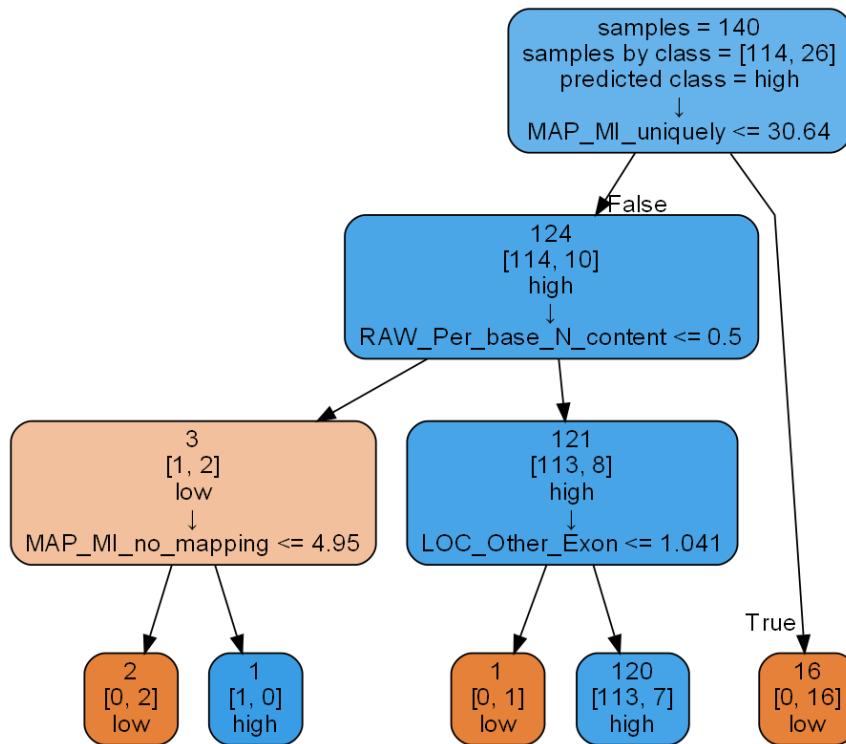 samples = 140
samples by class = [114, 26]
predicted class = high
↓
MAP_MI_uniquely <= 30.64
False
124
[114, 10]
high
↓
RAW_Per_base_N_content <= 0.5
3
[1, 2]
low
↓
MAP_MI_no_mapping <= 4.95
121
[113, 8]
high
↓
LOC_Other_Exon <= 1.041
True
2
[0, 2]
low
1
[1, 0]
high
1
[0, 1]
low
120
[113, 7]
high
16
[0, 16]
low